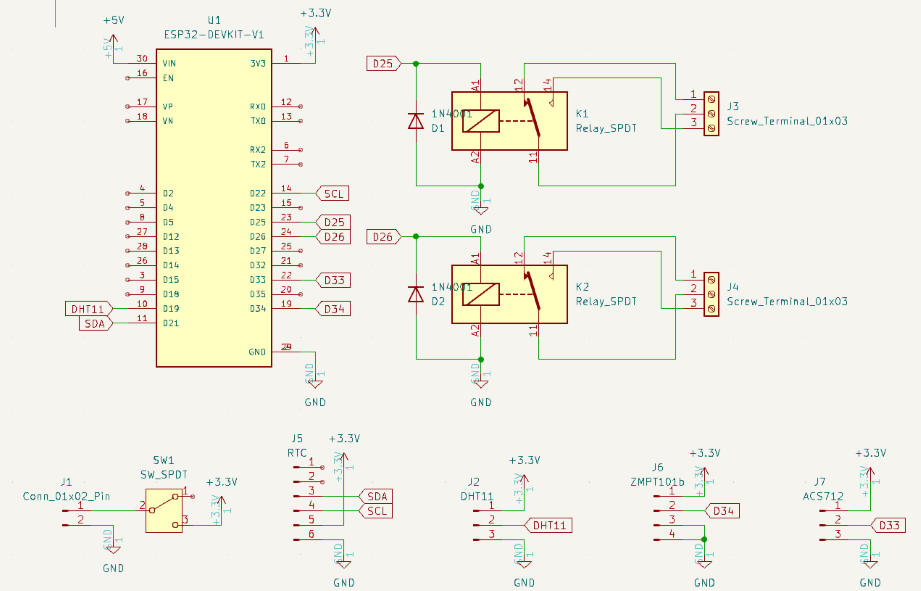 +5V
U1
ESP32-DEVKIT-V1
+3.3V
+5V
1
+3.3V
1
30 VIN
3V3 1
16 EN
17 VP
RX0 12
18 VN
TX0 13
RX2 6
TX2 7
4 D2
D22 14
SCL
5 D4
D23 15
8 D5
D25 23
D25
27 D12
D26 24
D26
28 D13
D27 25
26 D14
D32 21
3 D15
D33 22
D33
9 D18
D35 20
DHT11
10 D19
D34 19
D34
SDA
11 D21
GND 29
GND
1
GND
D25
A1
12
14
1N4001
D1
K1
Relay_SPDT
A2
11
GND
1
GND
1
2
3
J3
Screw_Terminal_01x03
D26
A1
12
14
1N4001
D2
K2
Relay_SPDT
A2
11
GND
1
GND
1
2
3
J4
Screw_Terminal_01x03
J1
Conn_01x02_Pin
1
2
GND
1
GND
SW1
SW_SPDT
1
2
3
+3.3V
+3.3V
1
J5
RTC
+3.3V
+3.3V
1
1
2
3
SDA
4
SCL
5
6
GND
1
GND
J2
DHT11
+3.3V
+3.3V
1
1
2
DHT11
3
GND
1
GND
J6
ZMPT101b
+3.3V
+3.3V
1
1
2
D34
3
4
GND
1
GND
J7
ACS712
+3.3V
+3.3V
1
1
2
D33
3
GND
1
GND